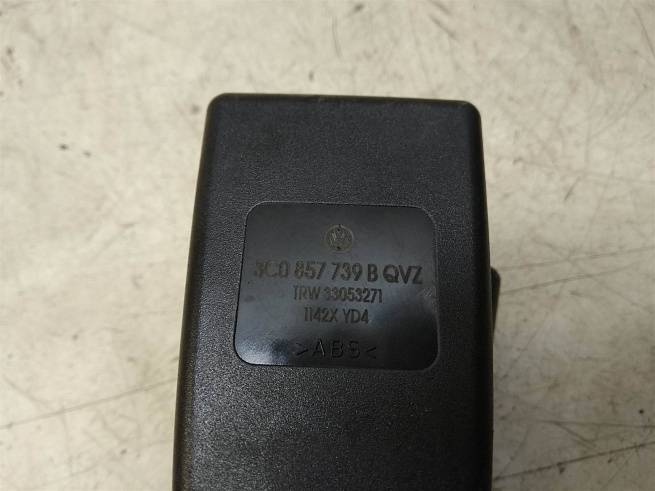 3C0 857 739 B QVZ
TRW 33053271
1142X YD4
>ABS<